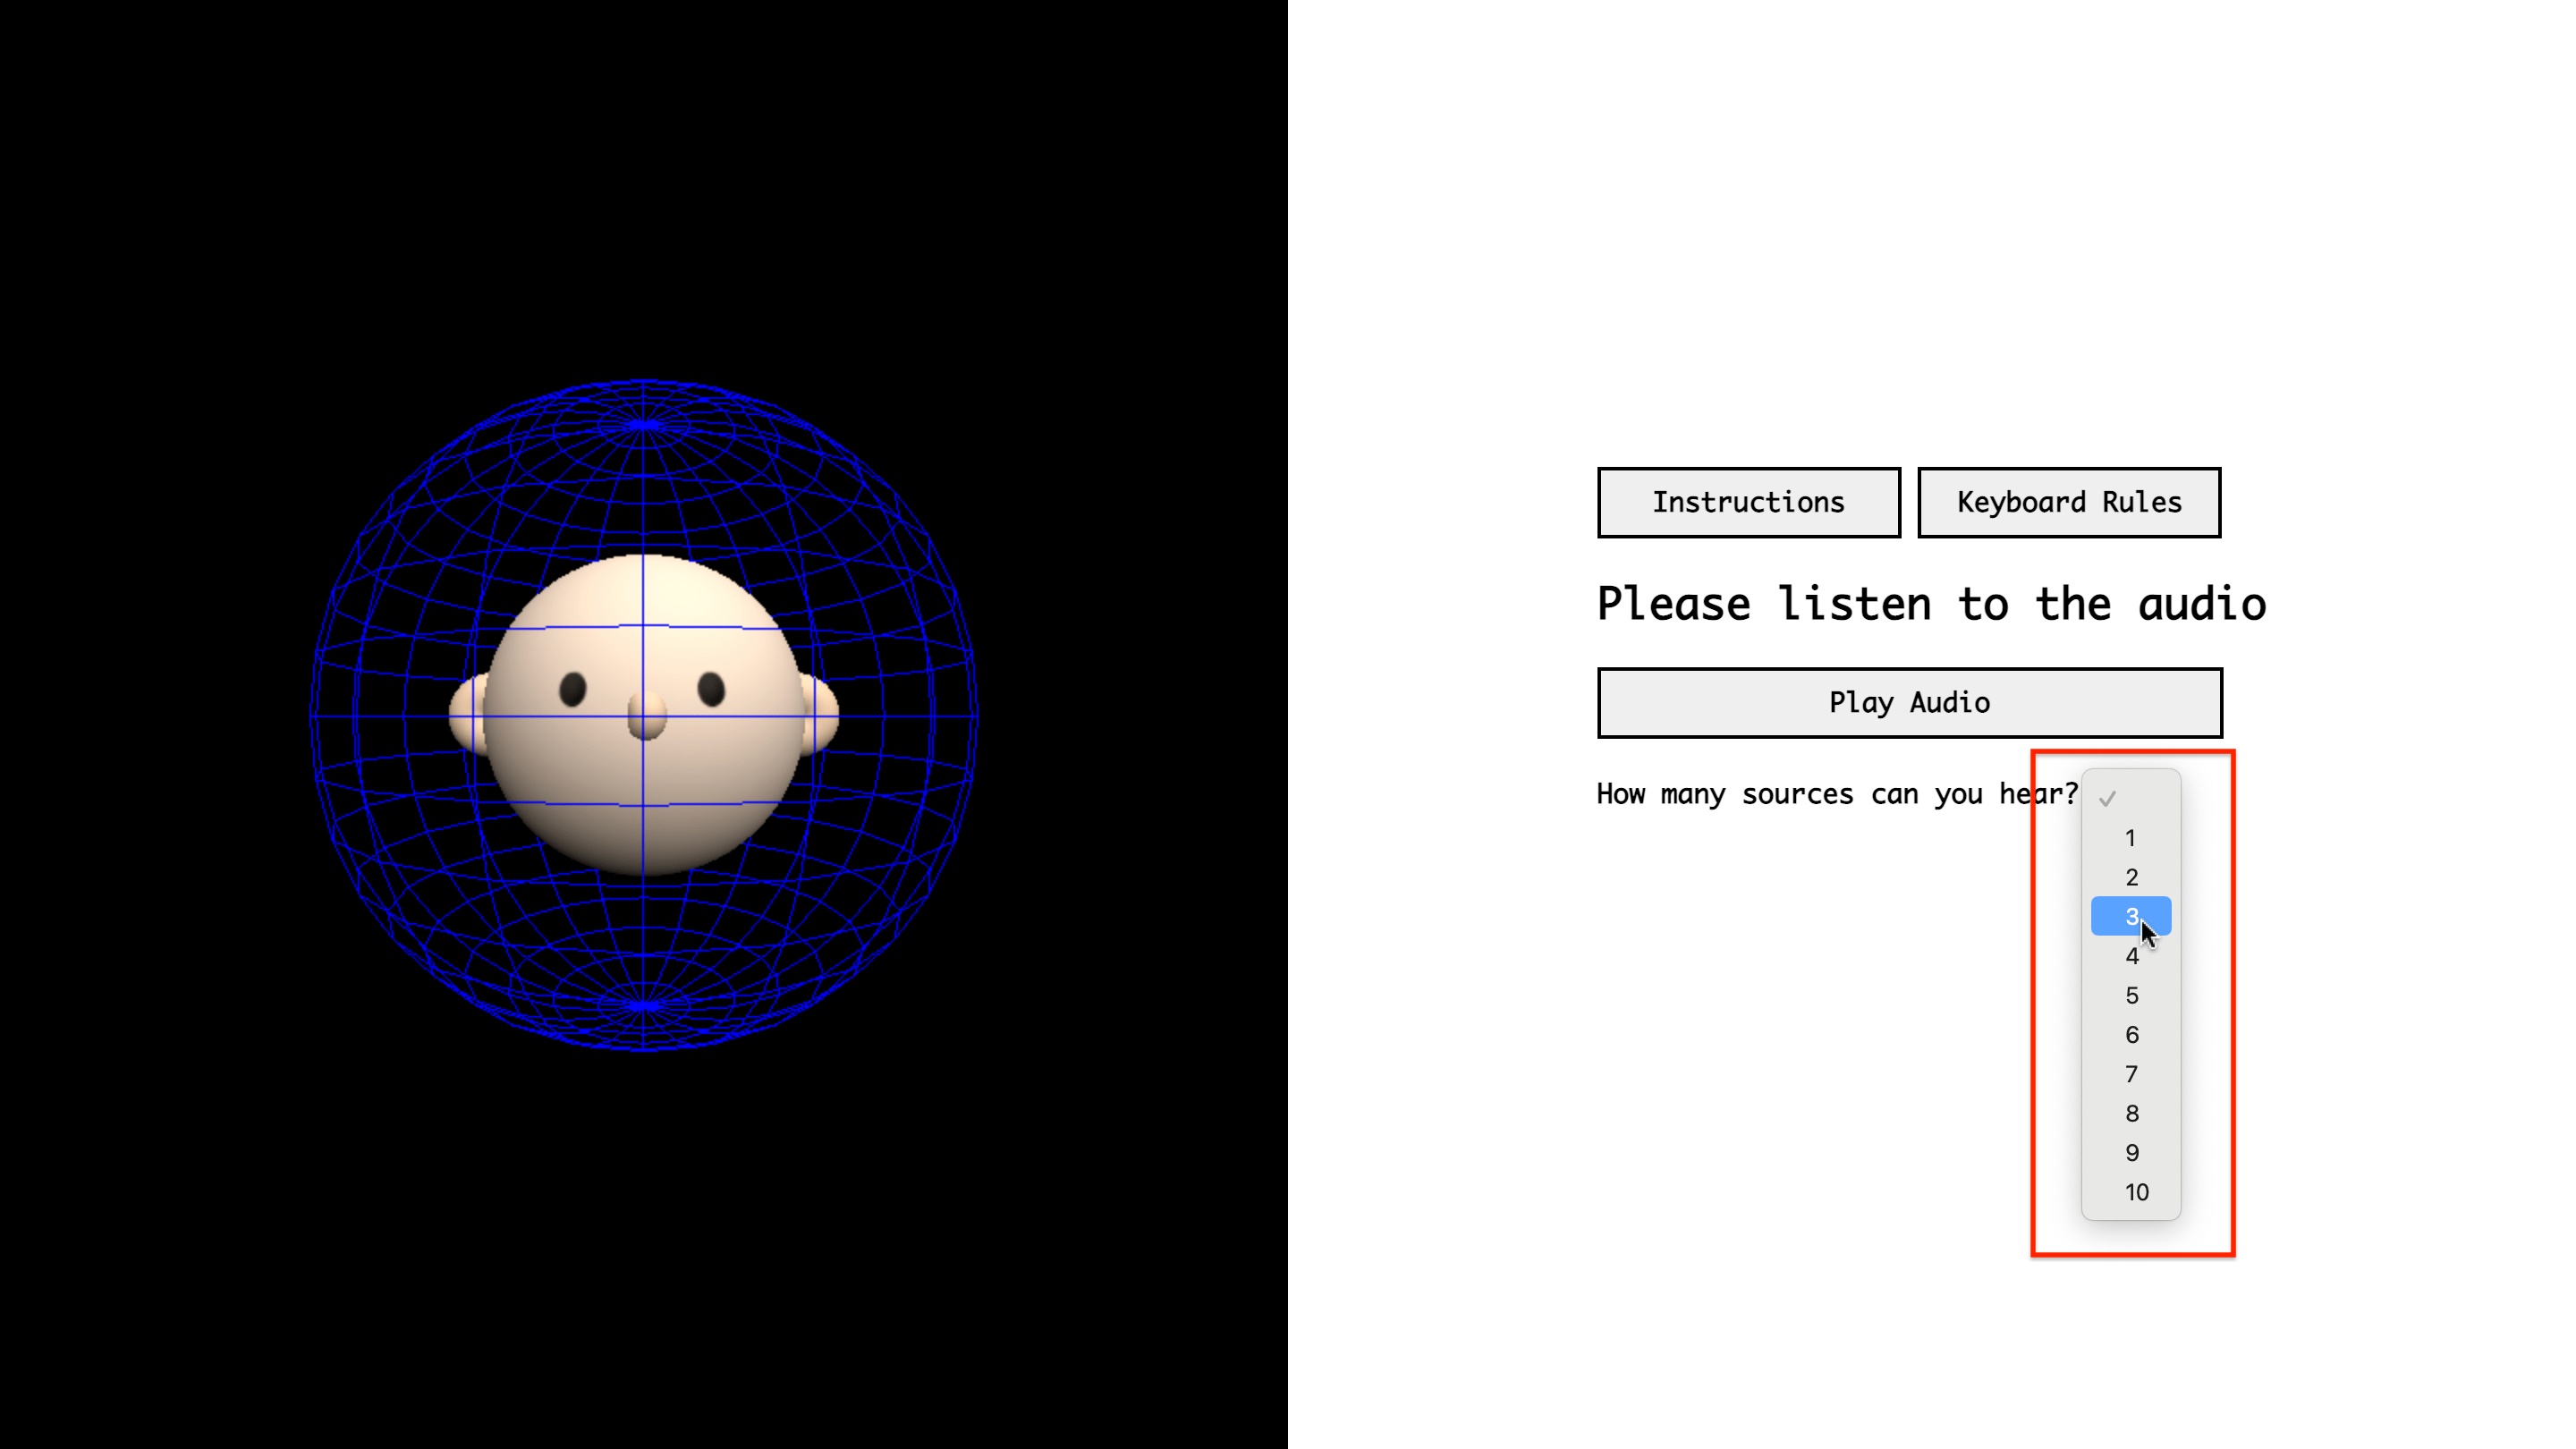 Instructions Keyboard Rules
Please listen to the audio
Play Audio
How many sources can you hear?
1
2
3
4
5
6
7
8
9
10